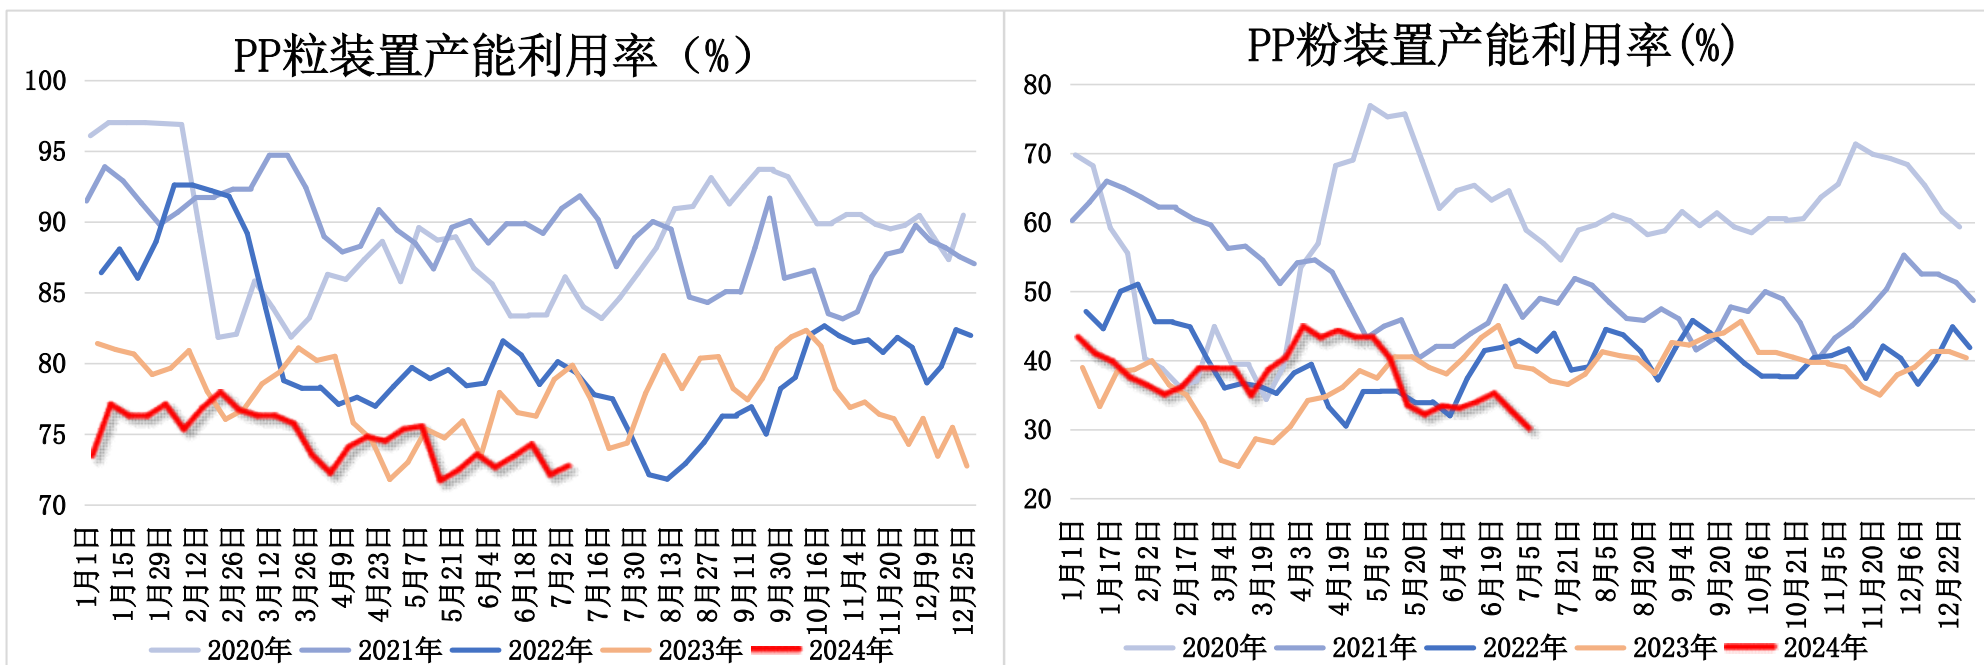 PP粒装置产能利用率（%）
100
95
90
85
80
75
70
1月1日
1月15日
1月29日
2月12日
2月26日
3月12日
3月26日
4月9日
4月23日
5月7日
5月21日
6月4日
6月18日
7月2日
7月16日
7月30日
8月13日
8月27日
9月11日
9月30日
10月16日
11月4日
11月20日
12月9日
12月25日
2020年 2021年 2022年 2023年 2024年
PP粉装置产能利用率(%)
80
70
60
50
40
30
20
1月1日
1月17日
2月2日
2月17日
3月4日
3月19日
4月3日
4月19日
5月5日
5月20日
6月4日
6月19日
7月5日
7月21日
8月5日
8月20日
9月4日
9月20日
10月6日
10月21日
11月5日
11月20日
12月6日
12月22日
2020年 2021年 2022年 2023年 2024年